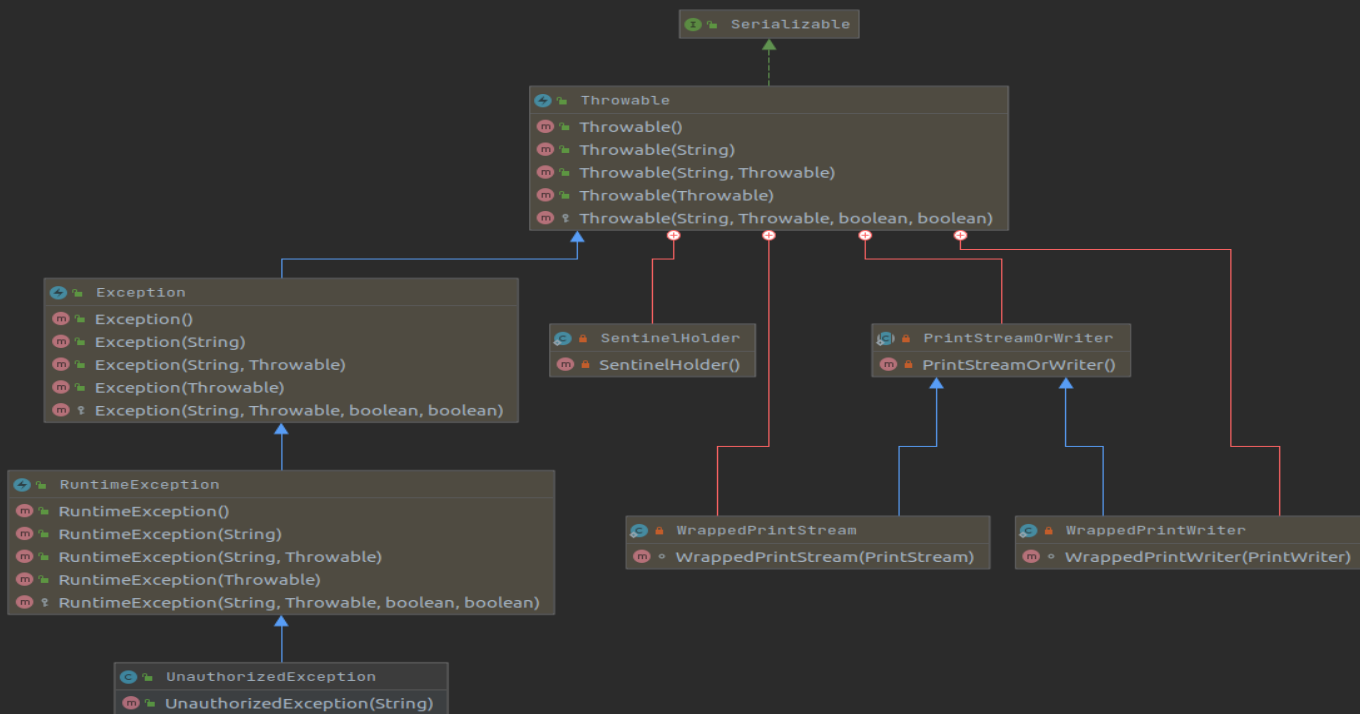 Serializable
Throwable
Throwable()
Throwable(String)
Throwable(String, Throwable)
Throwable(Throwable)
Throwable(String, Throwable, boolean, boolean)
Exception
Exception()
Exception(String)
Exception(String, Throwable)
Exception(Throwable)
Exception(String, Throwable, boolean, boolean)
SentinelHolder
SentinelHolder()
PrintStreamOrWriter
PrintStreamOrWriter()
RuntimeException
RuntimeException()
RuntimeException(String)
RuntimeException(String, Throwable)
RuntimeException(Throwable)
RuntimeException(String, Throwable, boolean, boolean)
WrappedPrintStream
WrappedPrintStream(PrintStream)
WrappedPrintWriter
WrappedPrintWriter(PrintWriter)
UnauthorizedException
UnauthorizedException(String)